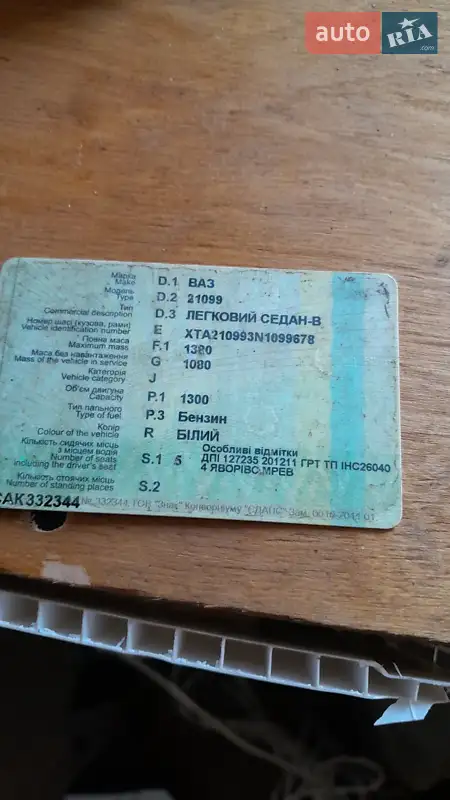 auto RIA.com
Марка
Make D.1 ВАЗ
Модель
Type D.2 21099
Тип
Commercial description D.3 ЛЕГКОВИЙ СЕДАН-В
Номер шасі (кузова, рами)
Vehicle identification number E XTA210993N1099678
Повна маса
Maximum mass F.1 1380
Маса без навантаження
Mass of the vehicle in service G 1080
Категорія
Vehicle category J
Об'єм двигуна
Capacity P.1 1300
Тип пального
Type of fuel P.3 Бензин
Колір
Colour of the vehicle R БІЛИЙ
Кількість сидячих місць
з місцем водія
Number of seats
including the driver's seat S.1 5
Особливі відмітки
ДПІ 127235 201211 ГРТ ТП ІНС26040
4 ЯВОРІВ
Кількість стоячих місць
Number of standing places S.2
САК332344